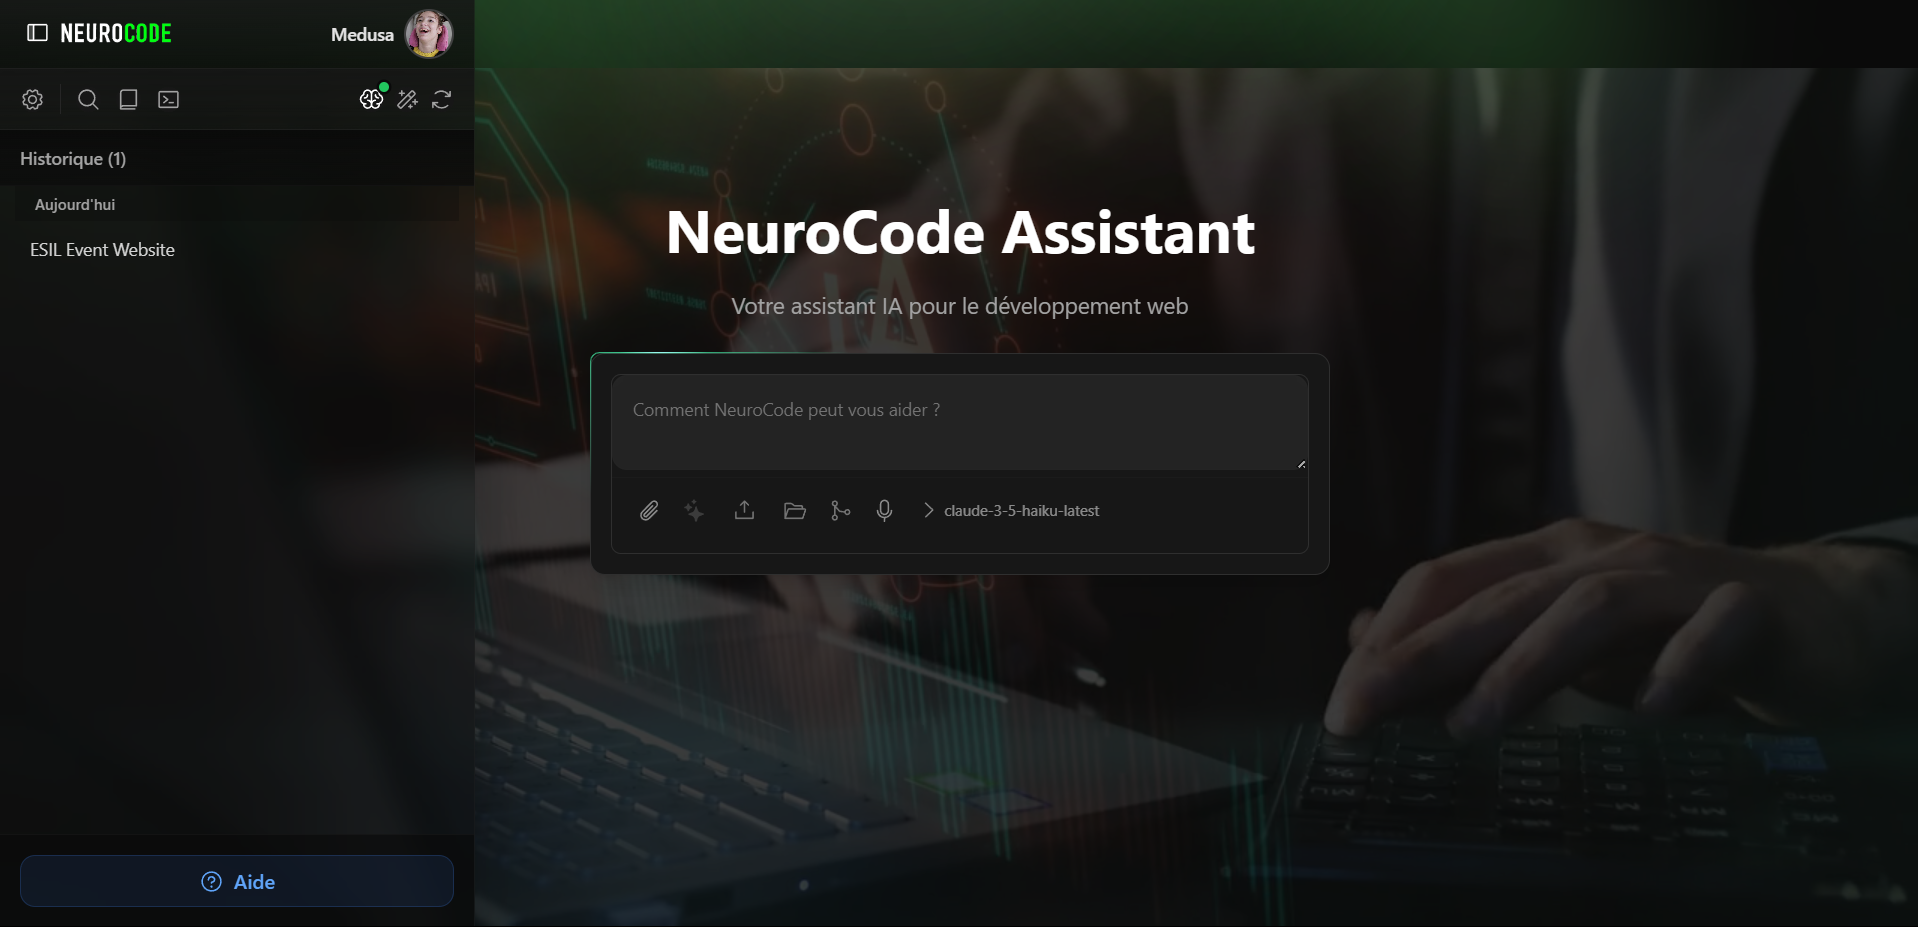 NEUROCODE
Medusa
Historique (1)
Aujourd'hui
ESIL Event Website
Aide
NeuroCode Assistant
Votre assistant IA pour le développement web
Comment NeuroCode peut vous aider ?
claude-3-5-haiku-latest